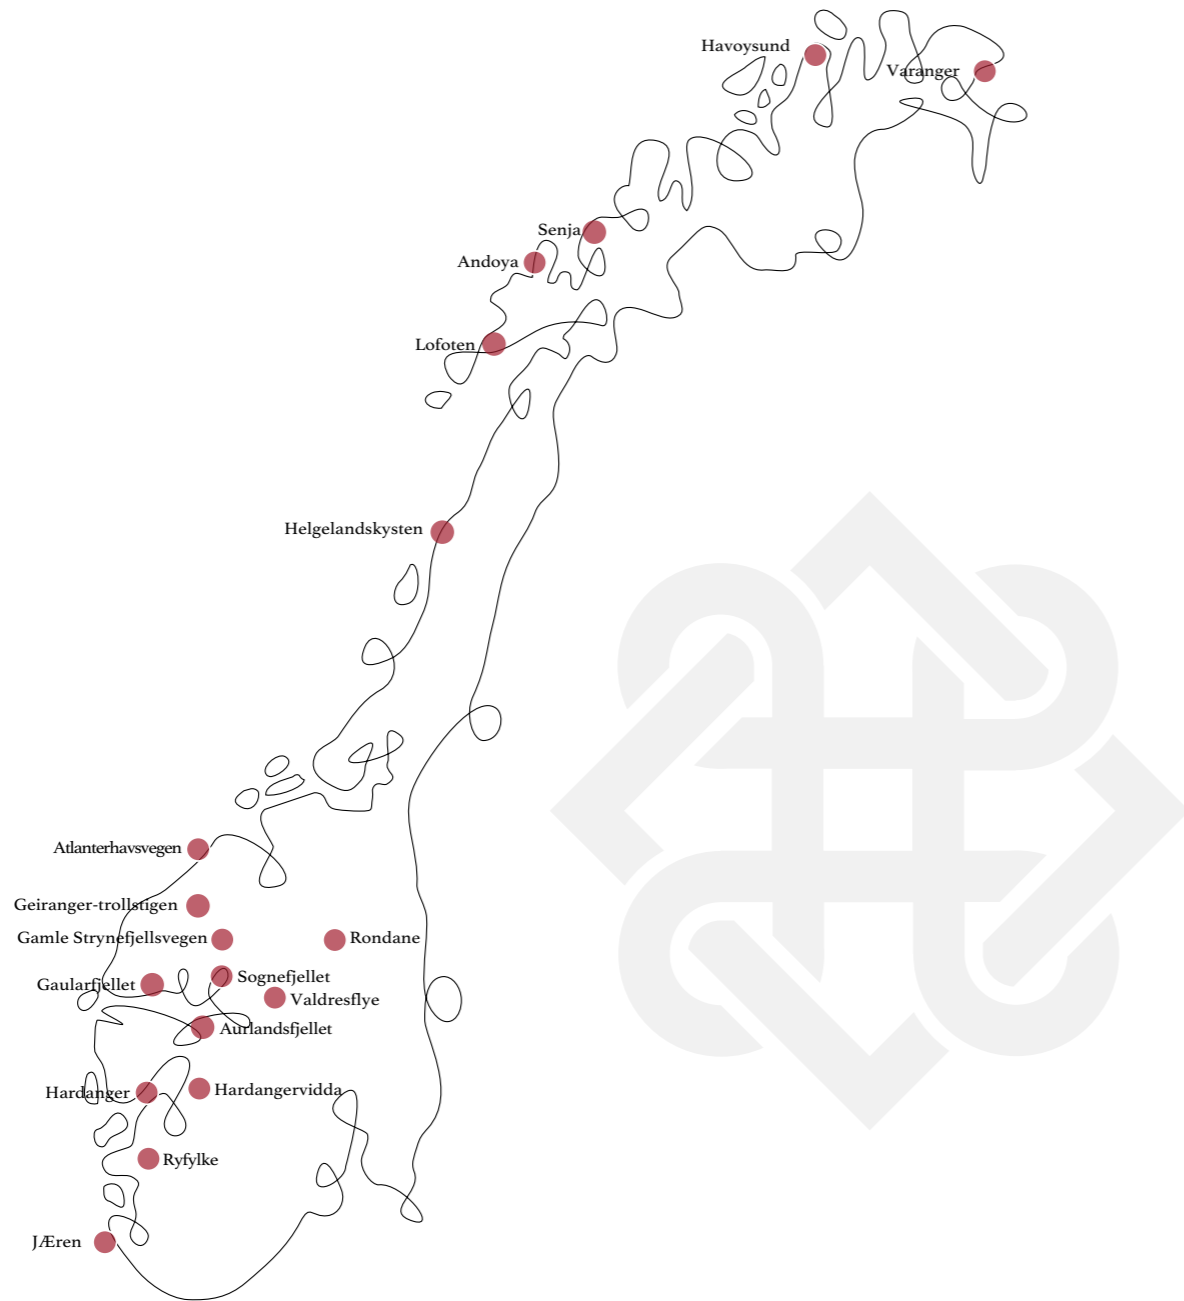 Havoysund
Varanger
Senja
Andoya
Lofoten
Helgelandskysten
Atlanterhavsvegen
Geiranger-trollstigen
Gamle Strynefjellsvegen
Rondane
Sognefjellet
Gaularfjellet
Valdresflye
Aurlandsfjellet
Hardanger
Hardangervidda
Ryfylke
JÆren